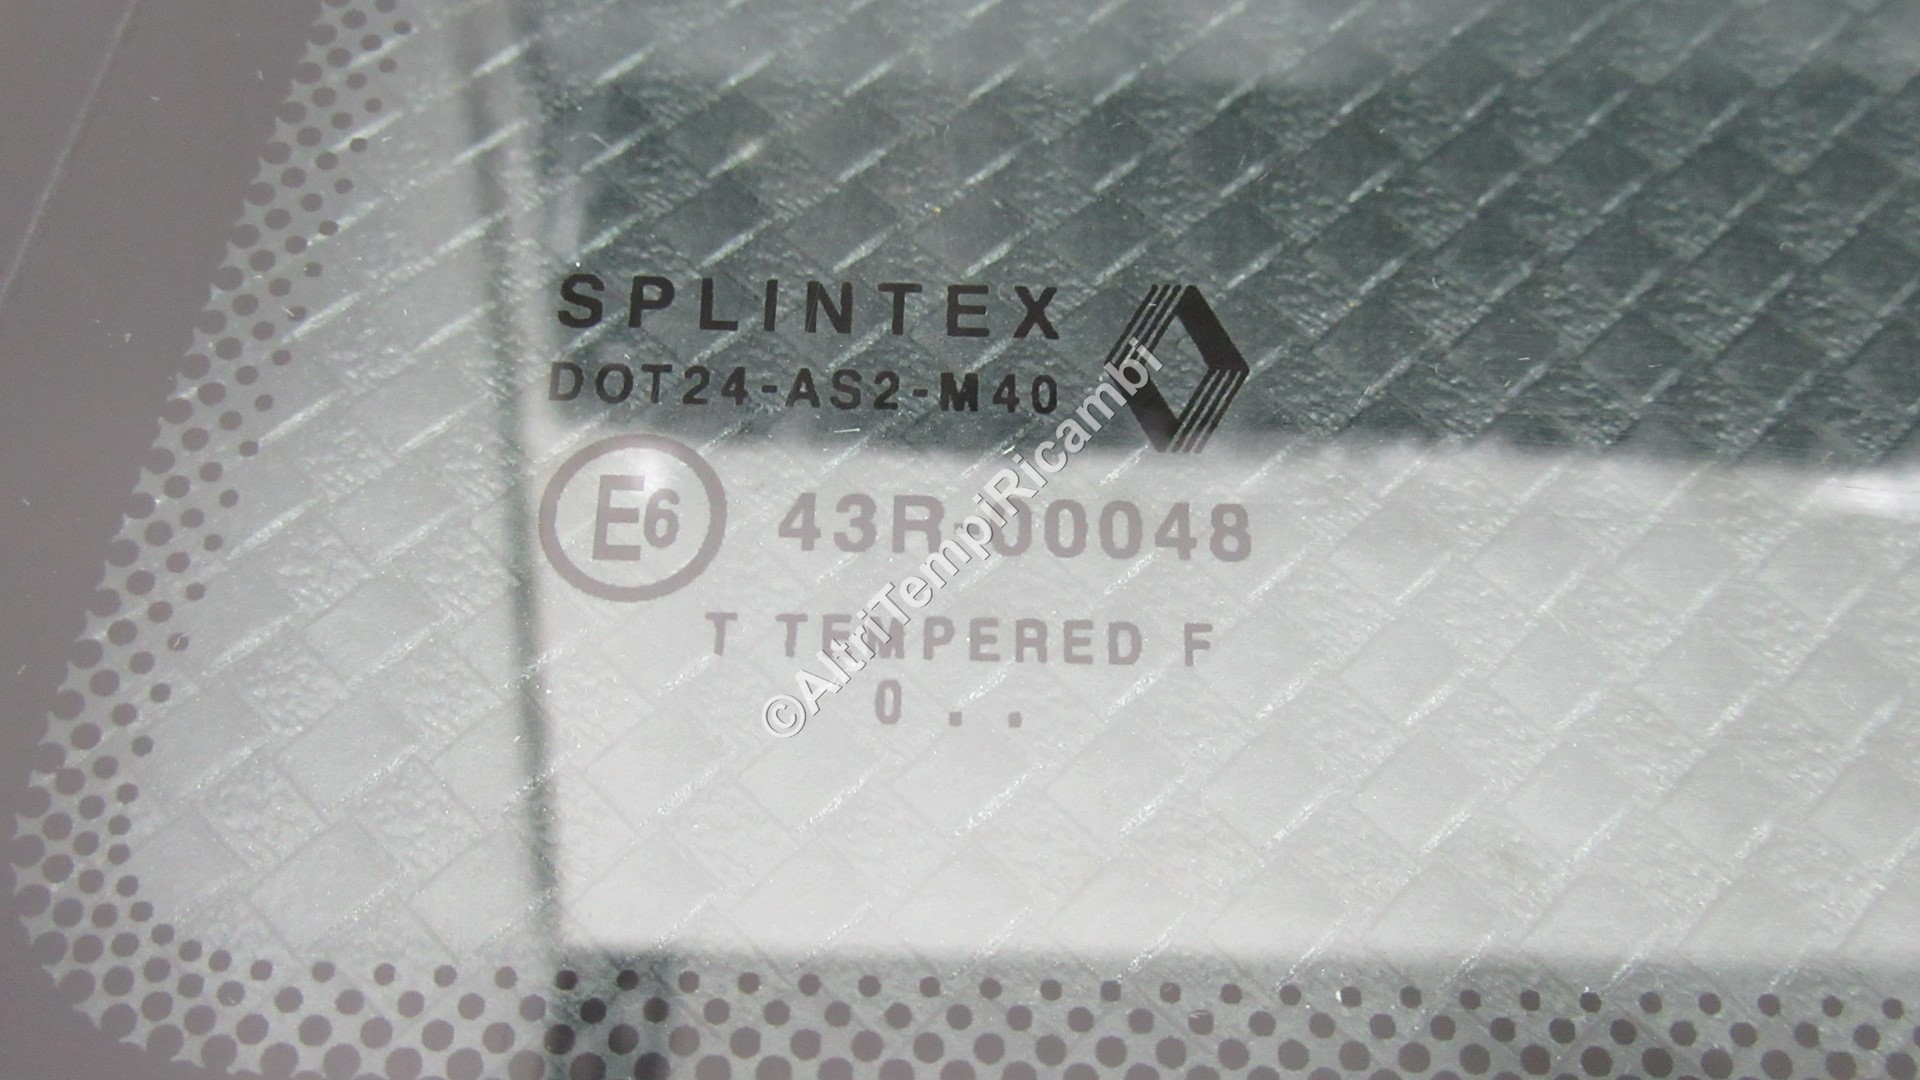 SPLINTEX
DOT24-AS2-M40
E6 43R-00048
T TEMPERED F
0 . .
©AltriTempiRicambi